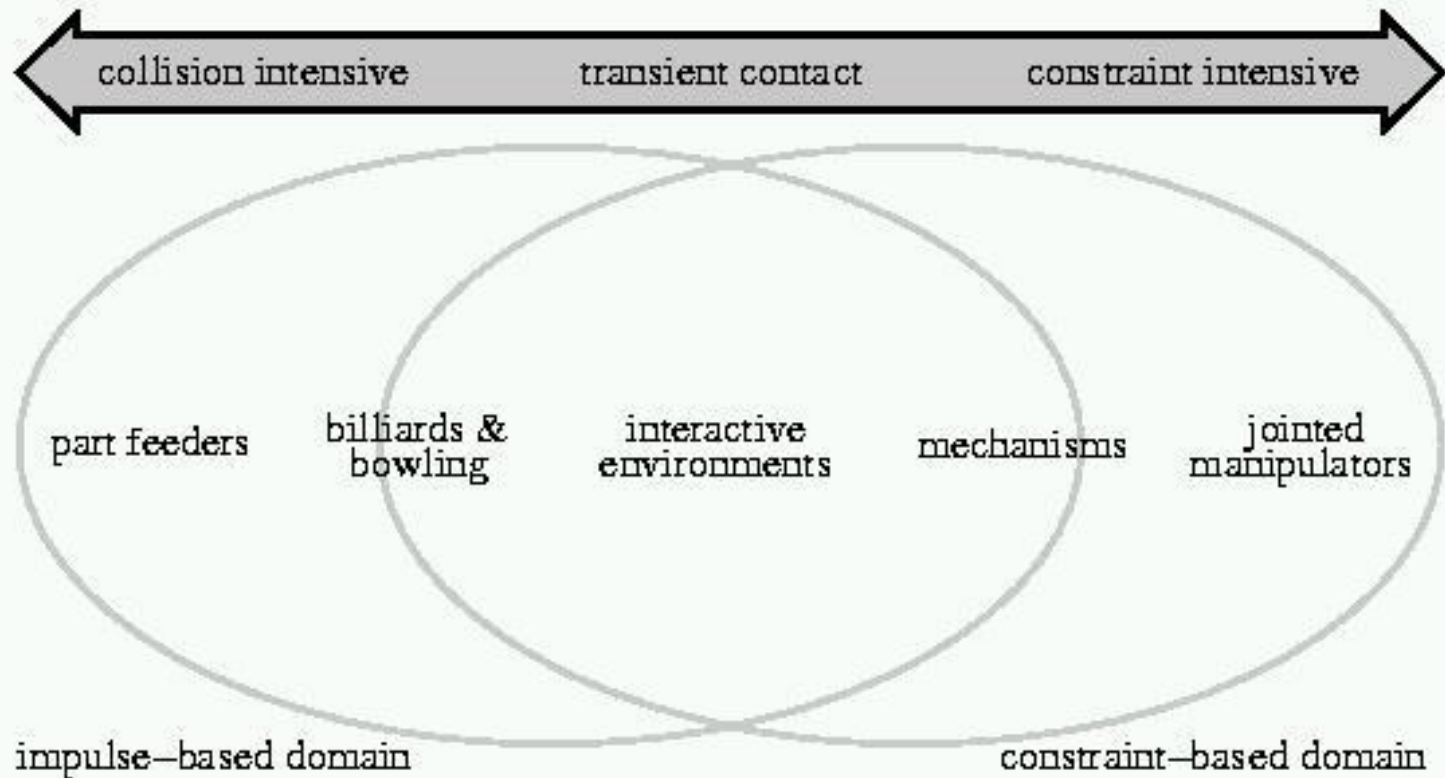 collision intensive transient contact constraint intensive
part feeders
billiards &
bowling
interactive
environments
mechanisms
jointed
manipulators
impulse–based domain
constraint–based domain